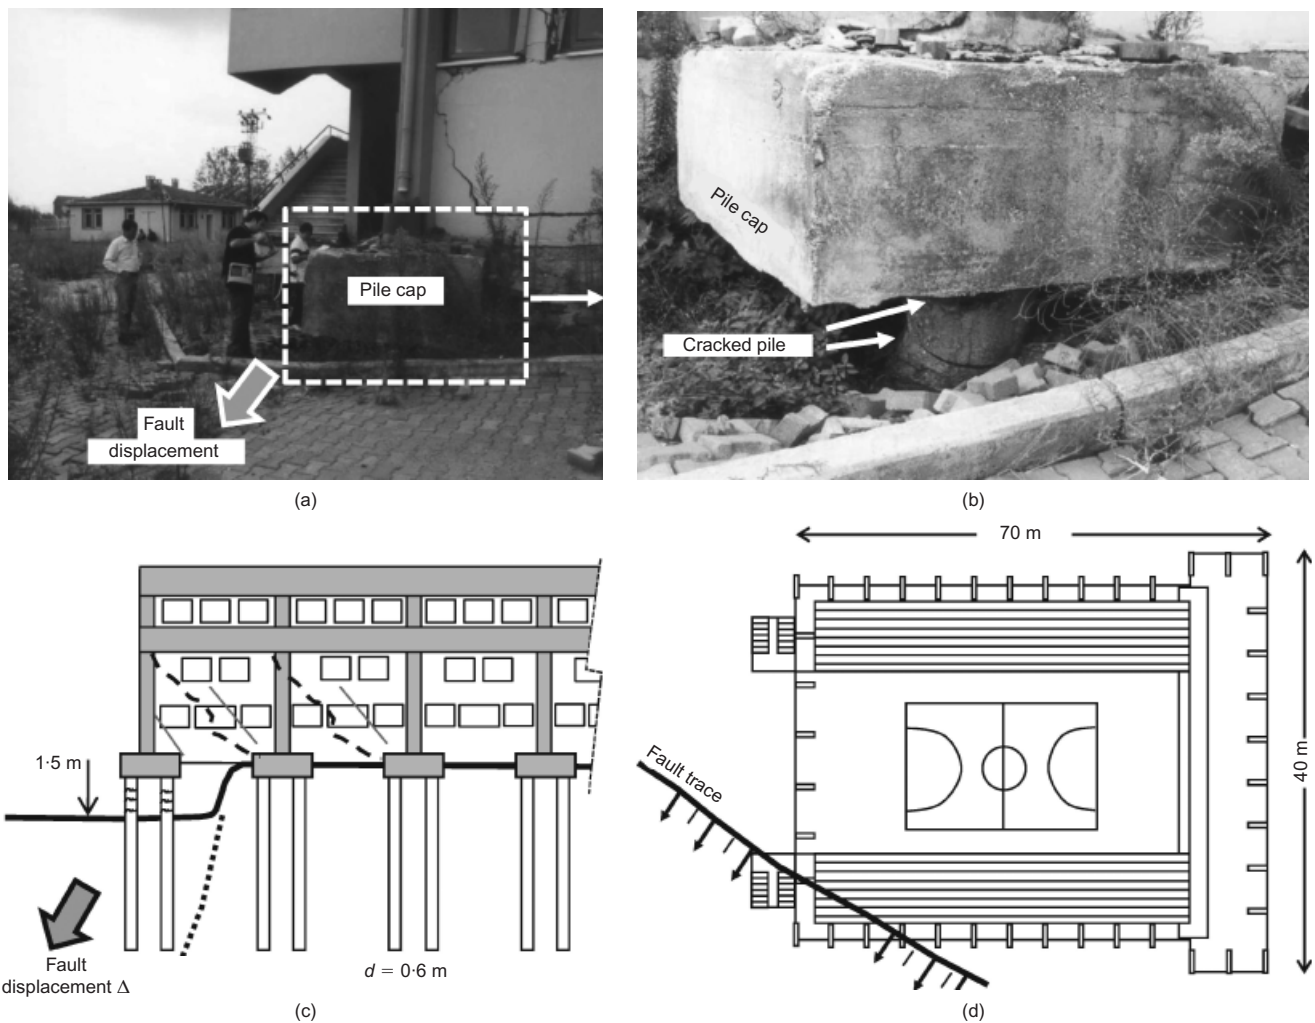 Pile cap
Fault
displacement
(a)
Pile cap
Cracked pile
(b)
1·5 m
Fault
displacement Δ
d = 0·6 m
(c)
70 m
Fault trace
40 m
(d)